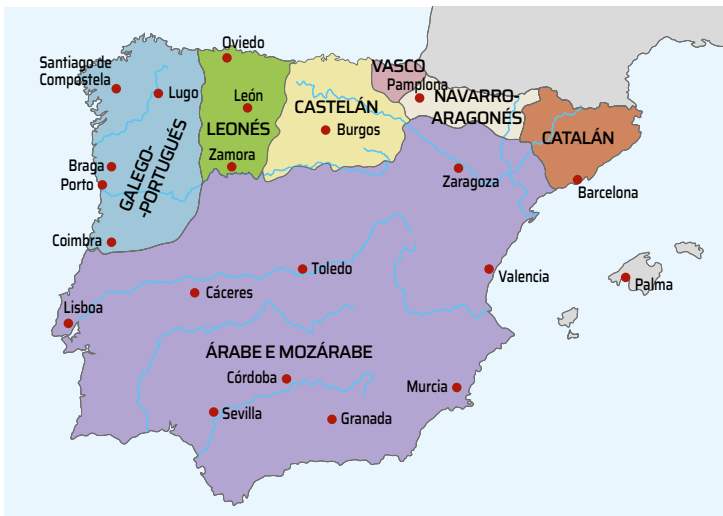 Oviedo
Santiago de
Compostela
Lugo
León
LEONÉS
Zamora
VASCO
Pamplona
CASTELÁN
Burgos
NAVARRO-
ARAGONÉS
CATALÁN
GALEGO-
-PORTUGUÉS
Braga
Porto
Coimbra
Zaragoza
Barcelona
Toledo
Cáceres
Valencia
Palma
Lisboa
ÁRABE E MOZÁRABE
Córdoba
Murcia
Sevilla
Granada